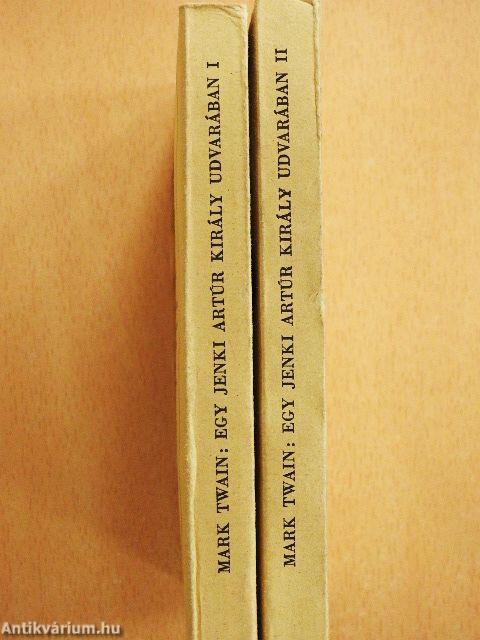 MARK TWAIN: EGY JENKI ARTÚR KIRÁLY UDVARÁBAN I
MARK TWAIN: EGY JENKI ARTÚR KIRÁLY UDVARÁBAN II
Antikvárium.hu